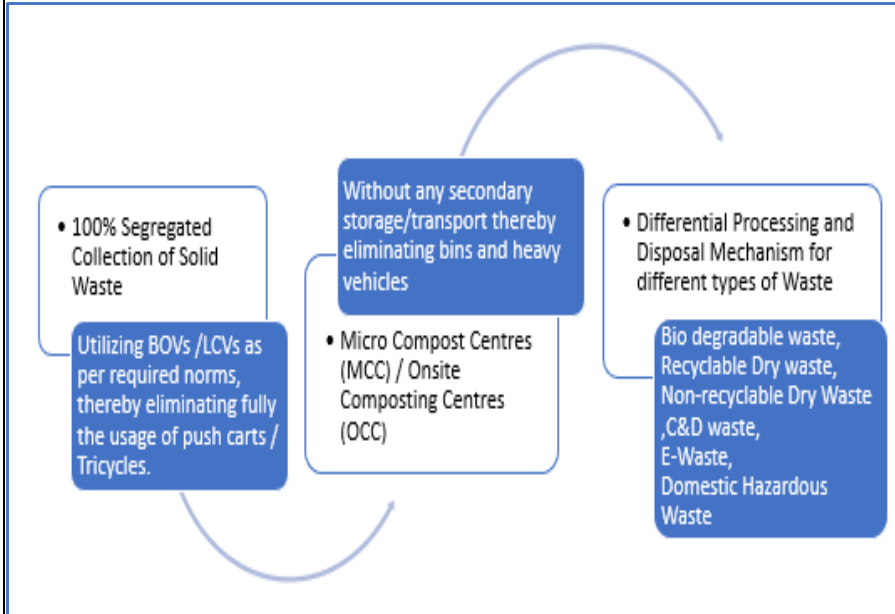 • 100% Segregated
Collection of Solid
Waste
Utilizing BOVs /LCVs as
per required norms,
thereby eliminating fully
the usage of push carts /
Tricycles.
Without any secondary
storage/transport thereby
eliminating bins and heavy
vehicles
• Micro Compost Centres
(MCC) / Onsite
Composting Centres
(OCC)
• Differential Processing and
Disposal Mechanism for
different types of Waste
Bio degradable waste,
Recyclable Dry waste,
Non-recyclable Dry Waste
,C&D waste,
E-Waste,
Domestic Hazardous
Waste